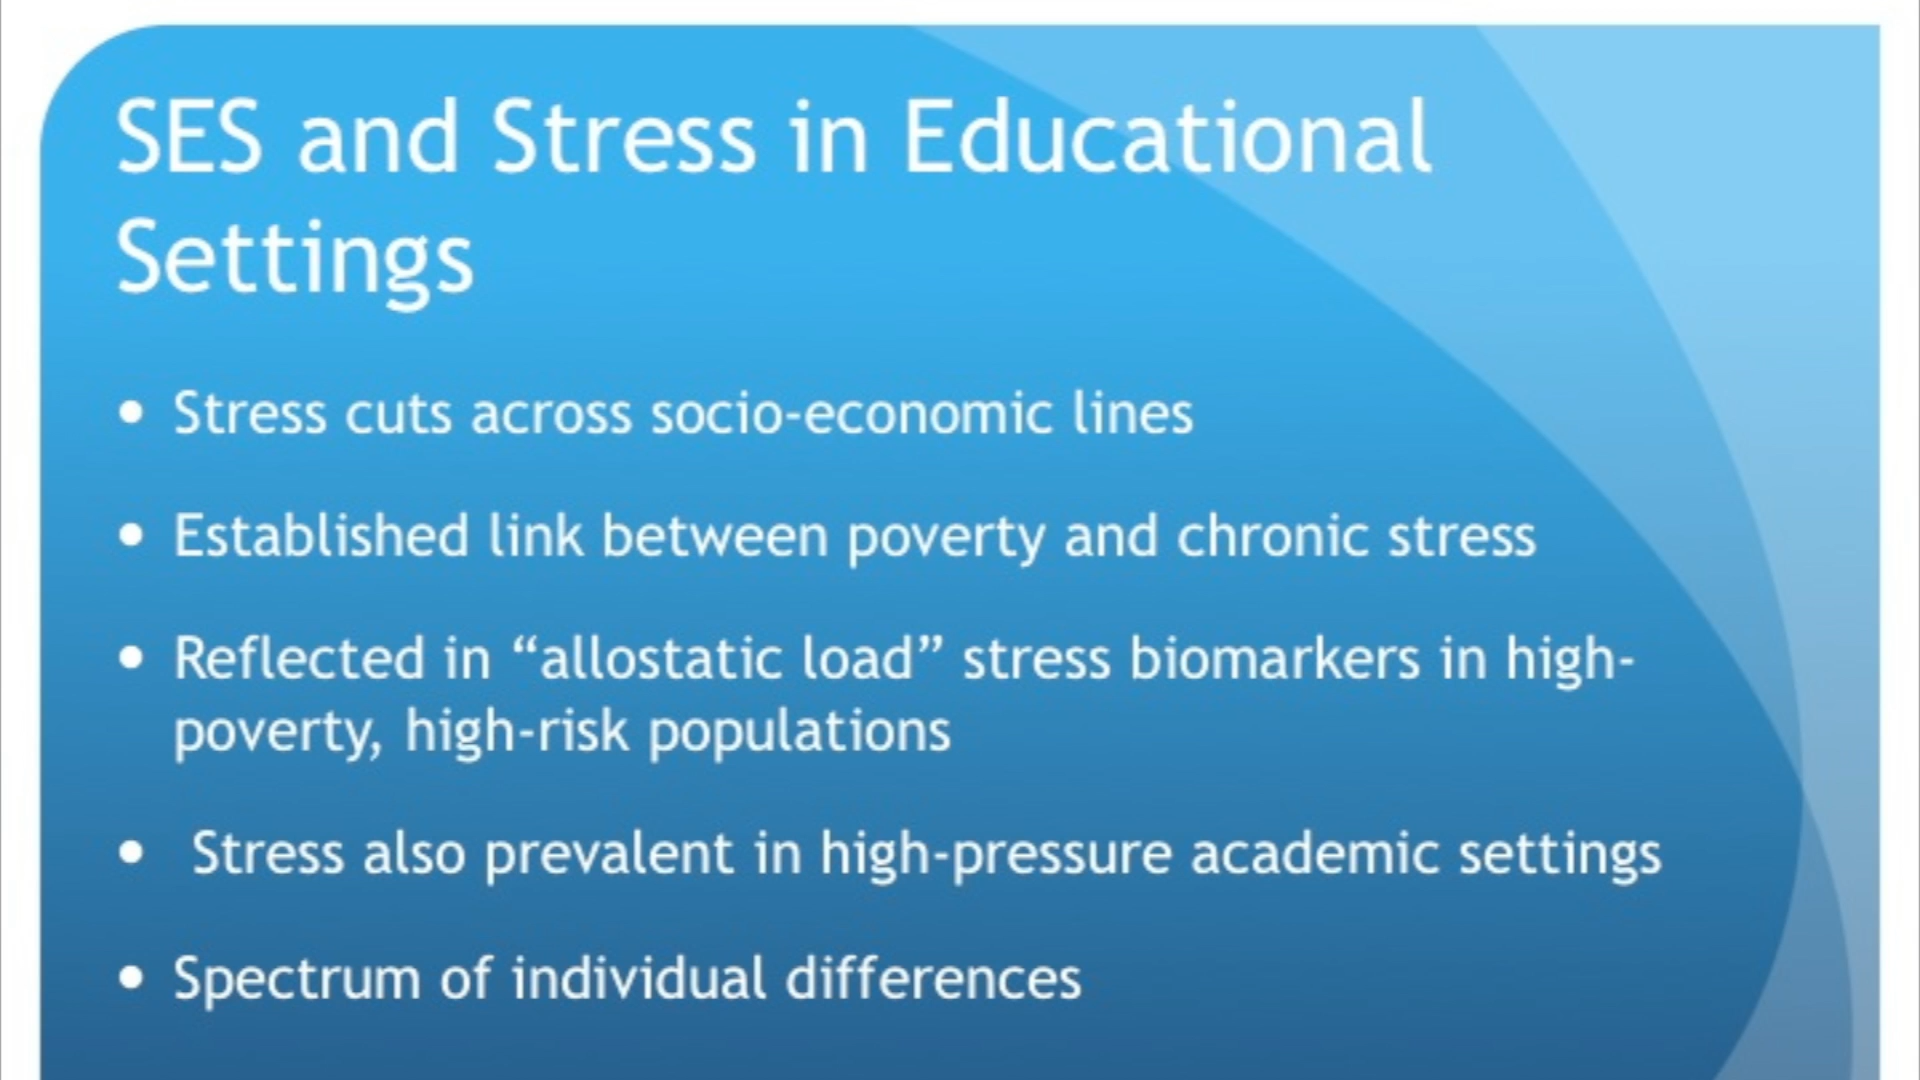 SES and Stress in Educational
Settings
• Stress cuts across socio-economic lines
• Established link between poverty and chronic stress
• Reflected in “allostatic load” stress biomarkers in high-
poverty, high-risk populations
• Stress also prevalent in high-pressure academic settings
• Spectrum of individual differences